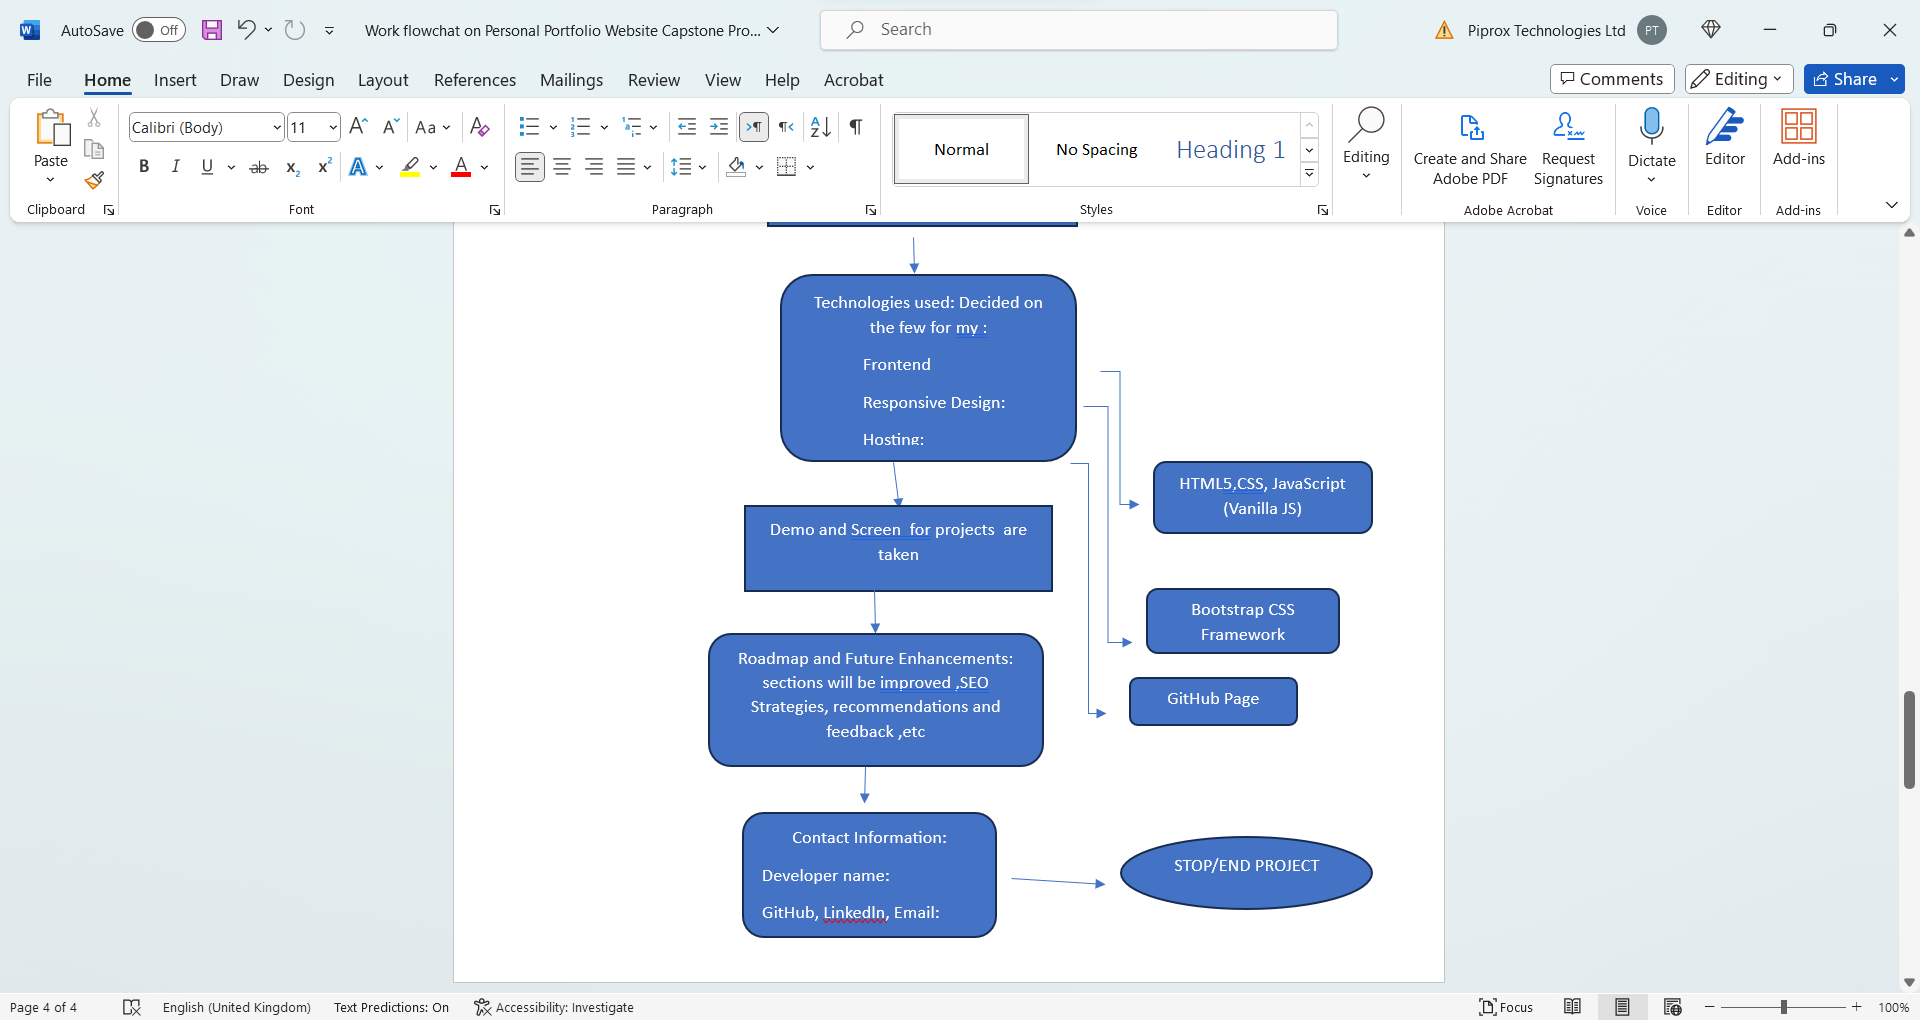 AutoSave Off Work flowchat on Personal Portfolio Website Capstone Pro... Search Piprox Technologies Ltd PT
File Home Insert Draw Design Layout References Mailings Review View Help Acrobat Comments Editing Share
Calibri (Body) 11
Paste
Clipboard
Font
Paragraph
Normal
No Spacing
Heading 1
Styles
Editing
Create and Share
Adobe PDF
Request
Signatures
Adobe Acrobat
Dictate
Voice
Editor
Editor
Add-ins
Add-ins
Technologies used: Decided on
the few for my :
Frontend
Responsive Design:
Hosting:
HTML5,CSS, JavaScript
(Vanilla JS)
Demo and Screen  for projects  are
taken
Bootstrap CSS
Framework
Roadmap and Future Enhancements:
sections will be improved ,SEO
Strategies, recommendations and
feedback ,etc
GitHub Page
Contact Information:
Developer name:
GitHub, Linkedln, Email:
STOP/END PROJECT
Page 4 of 4 English (United Kingdom) Text Predictions: On Accessibility: Investigate Focus 100%